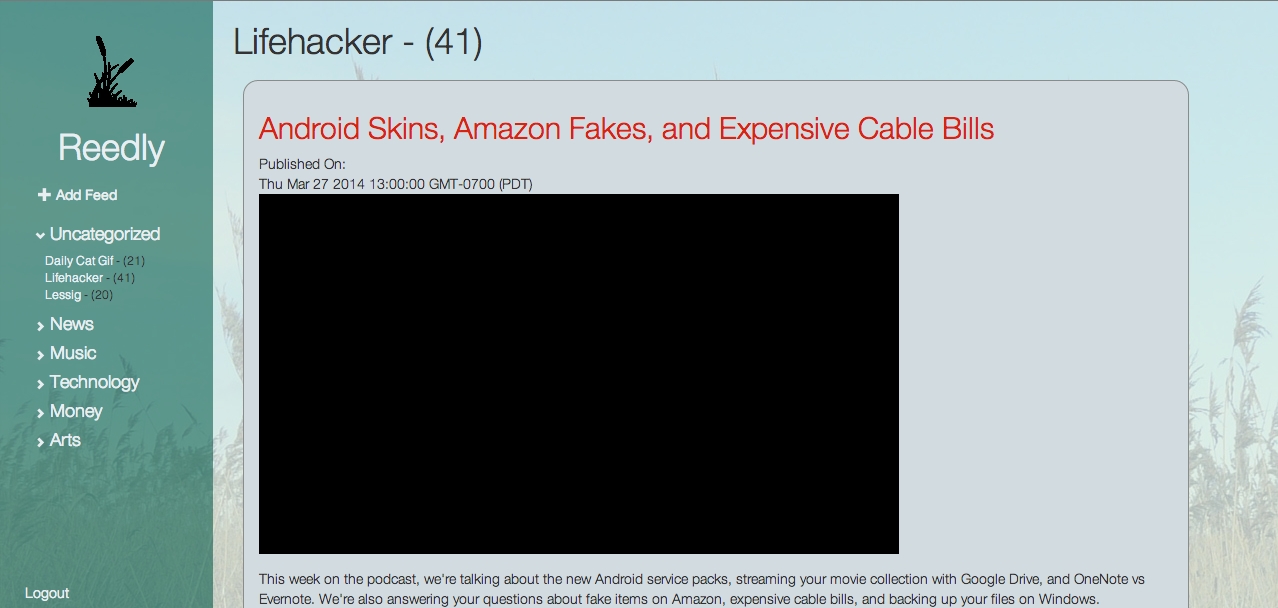 Reedly
Add Feed
Uncategorized
Daily Cat Gif - (21)
Lifehacker - (41)
Lessig - (20)
News
Music
Technology
Money
Arts
Logout
Lifehacker - (41)
Android Skins, Amazon Fakes, and Expensive Cable Bills
Published On:
Thu Mar 27 2014 13:00:00 GMT-0700 (PDT)
This week on the podcast, we're talking about the new Android service packs, streaming your movie collection with Google Drive, and OneNote vs
Evernote. We're also answering your questions about fake items on Amazon, expensive cable bills, and backing up your files on Windows.